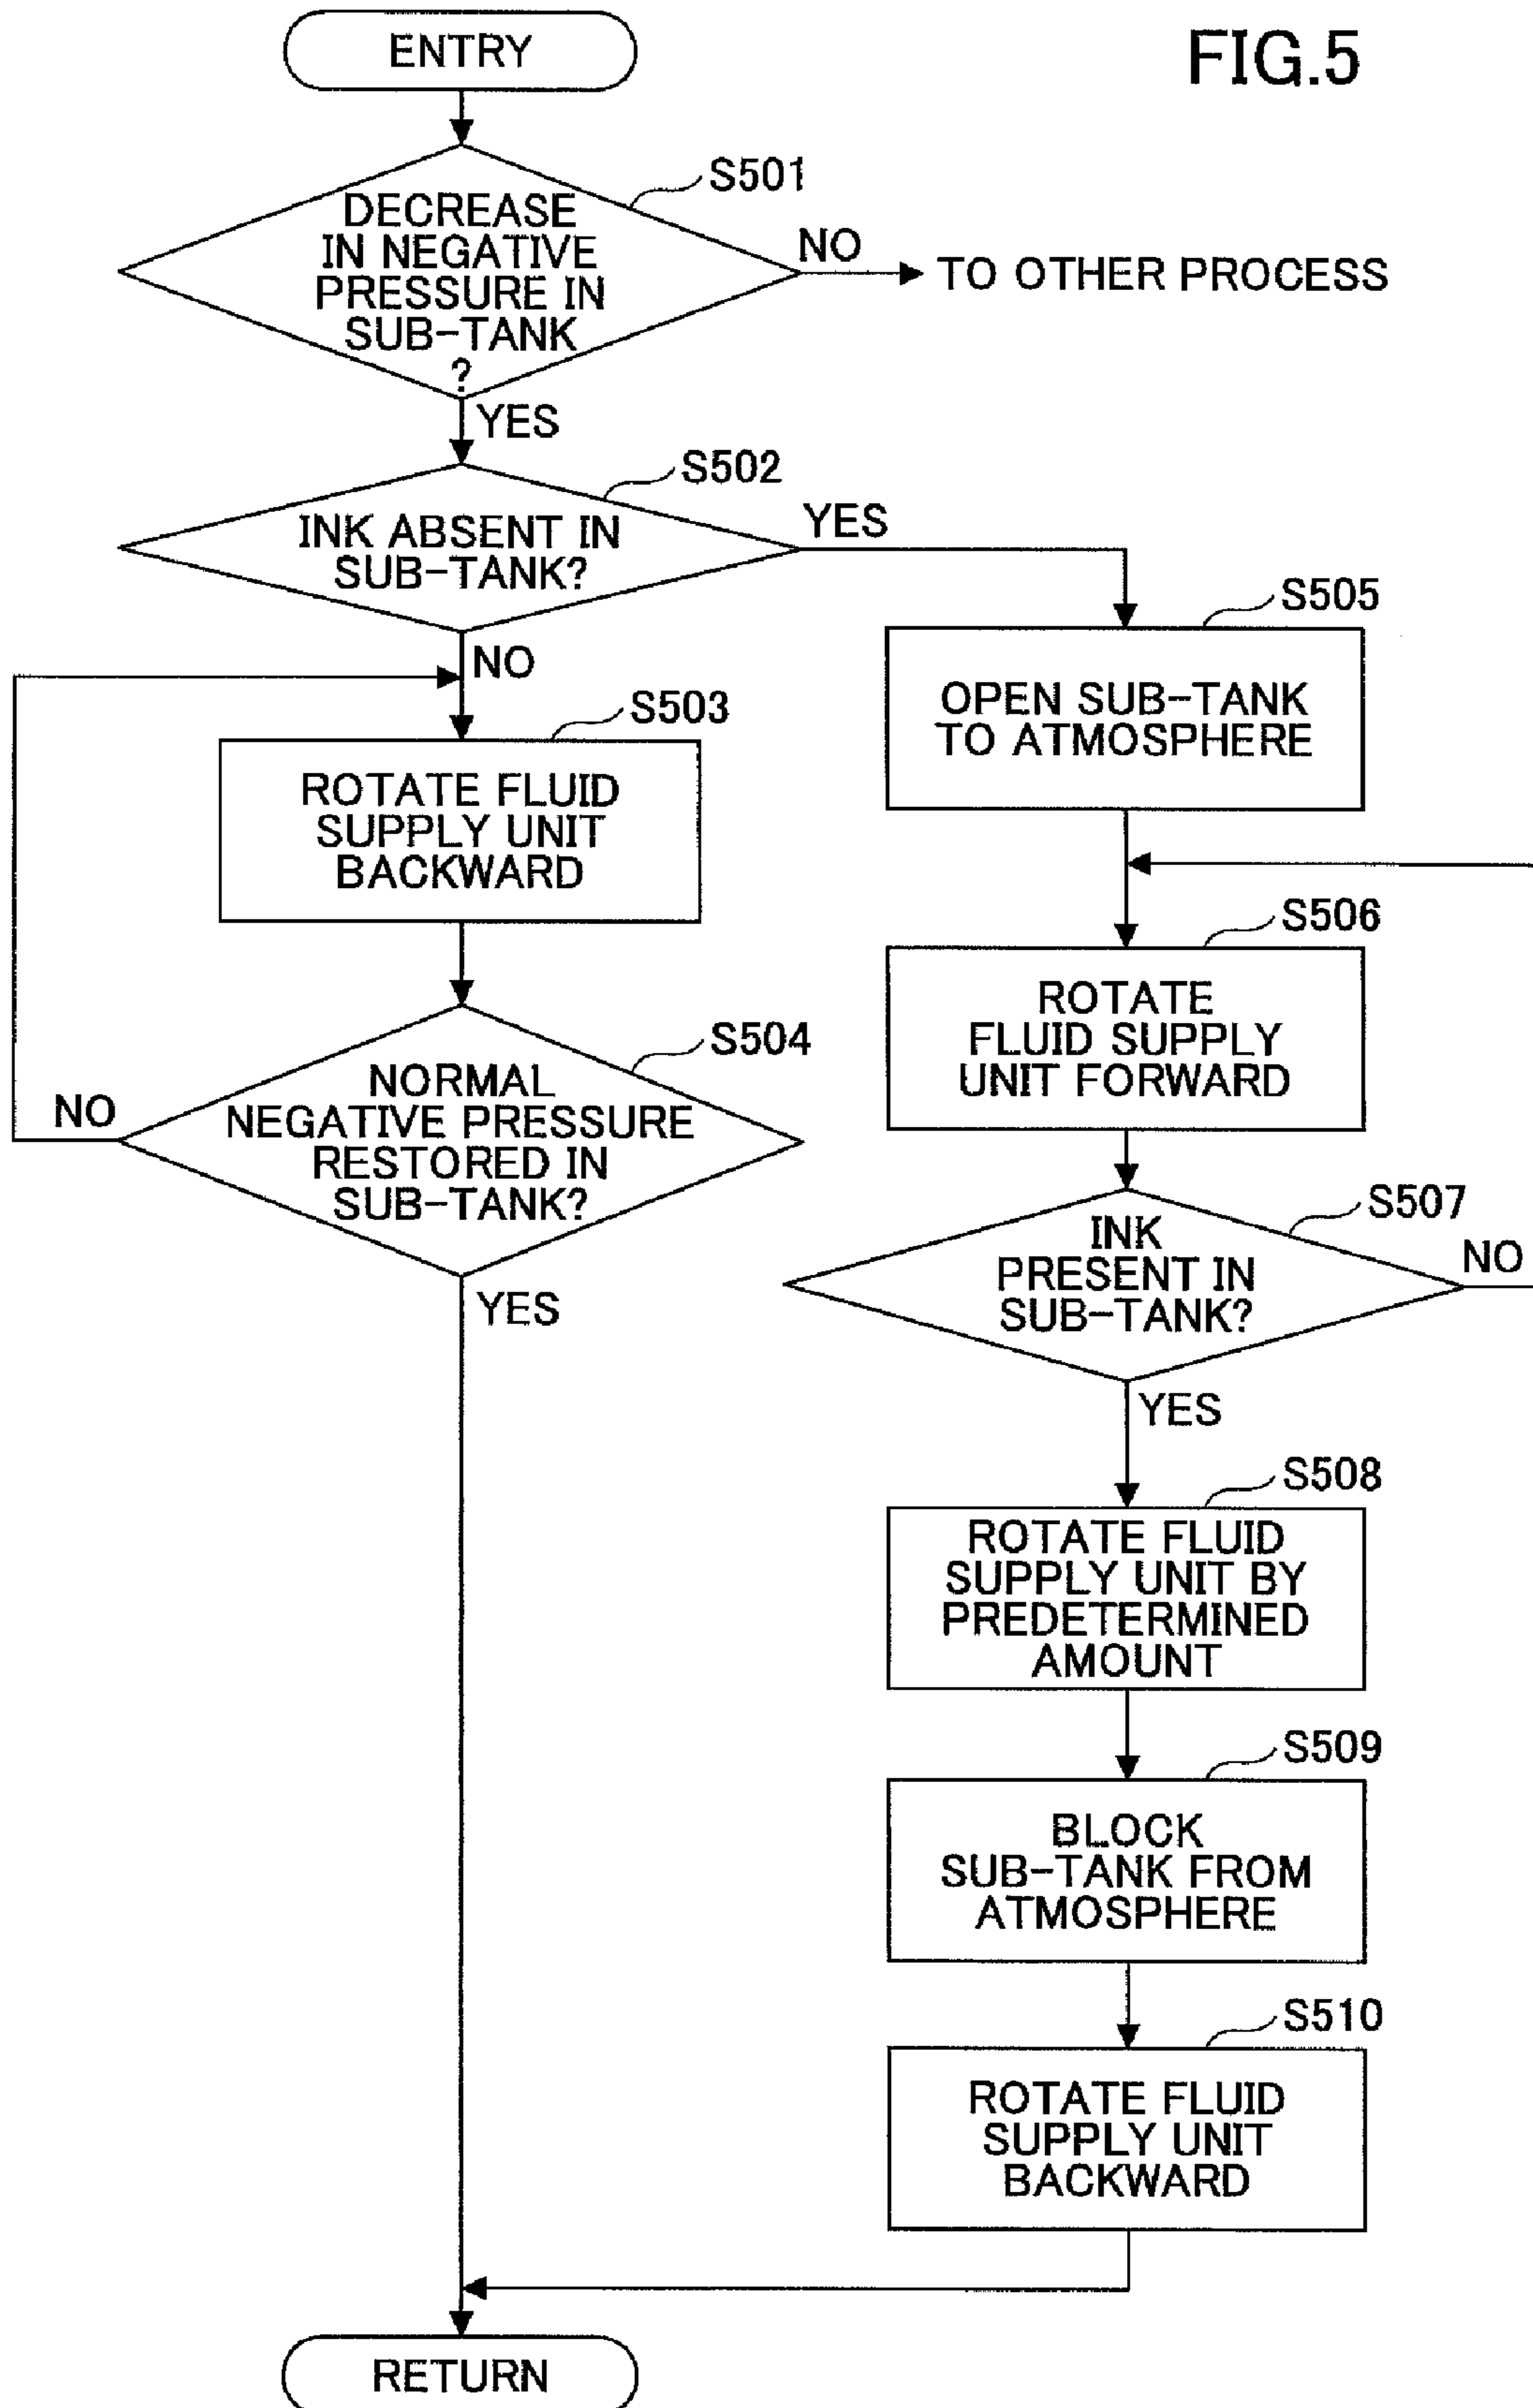 FIG.5
ENTRY
S501
DECREASE
IN NEGATIVE
PRESSURE IN
SUB-TANK
?
NO
TO OTHER PROCESS
YES
S502
INK ABSENT IN
SUB-TANK?
YES
NO
S503
ROTATE FLUID
SUPPLY UNIT
BACKWARD
S504
NORMAL
NEGATIVE PRESSURE
RESTORED IN
SUB-TANK?
NO
YES
S505
OPEN SUB-TANK
TO ATMOSPHERE
S506
ROTATE
FLUID SUPPLY
UNIT FORWARD
S507
INK
PRESENT IN
SUB-TANK?
NO
YES
S508
ROTATE FLUID
SUPPLY UNIT BY
PREDETERMINED
AMOUNT
S509
BLOCK
SUB-TANK FROM
ATMOSPHERE
S510
ROTATE FLUID
SUPPLY UNIT
BACKWARD
RETURN